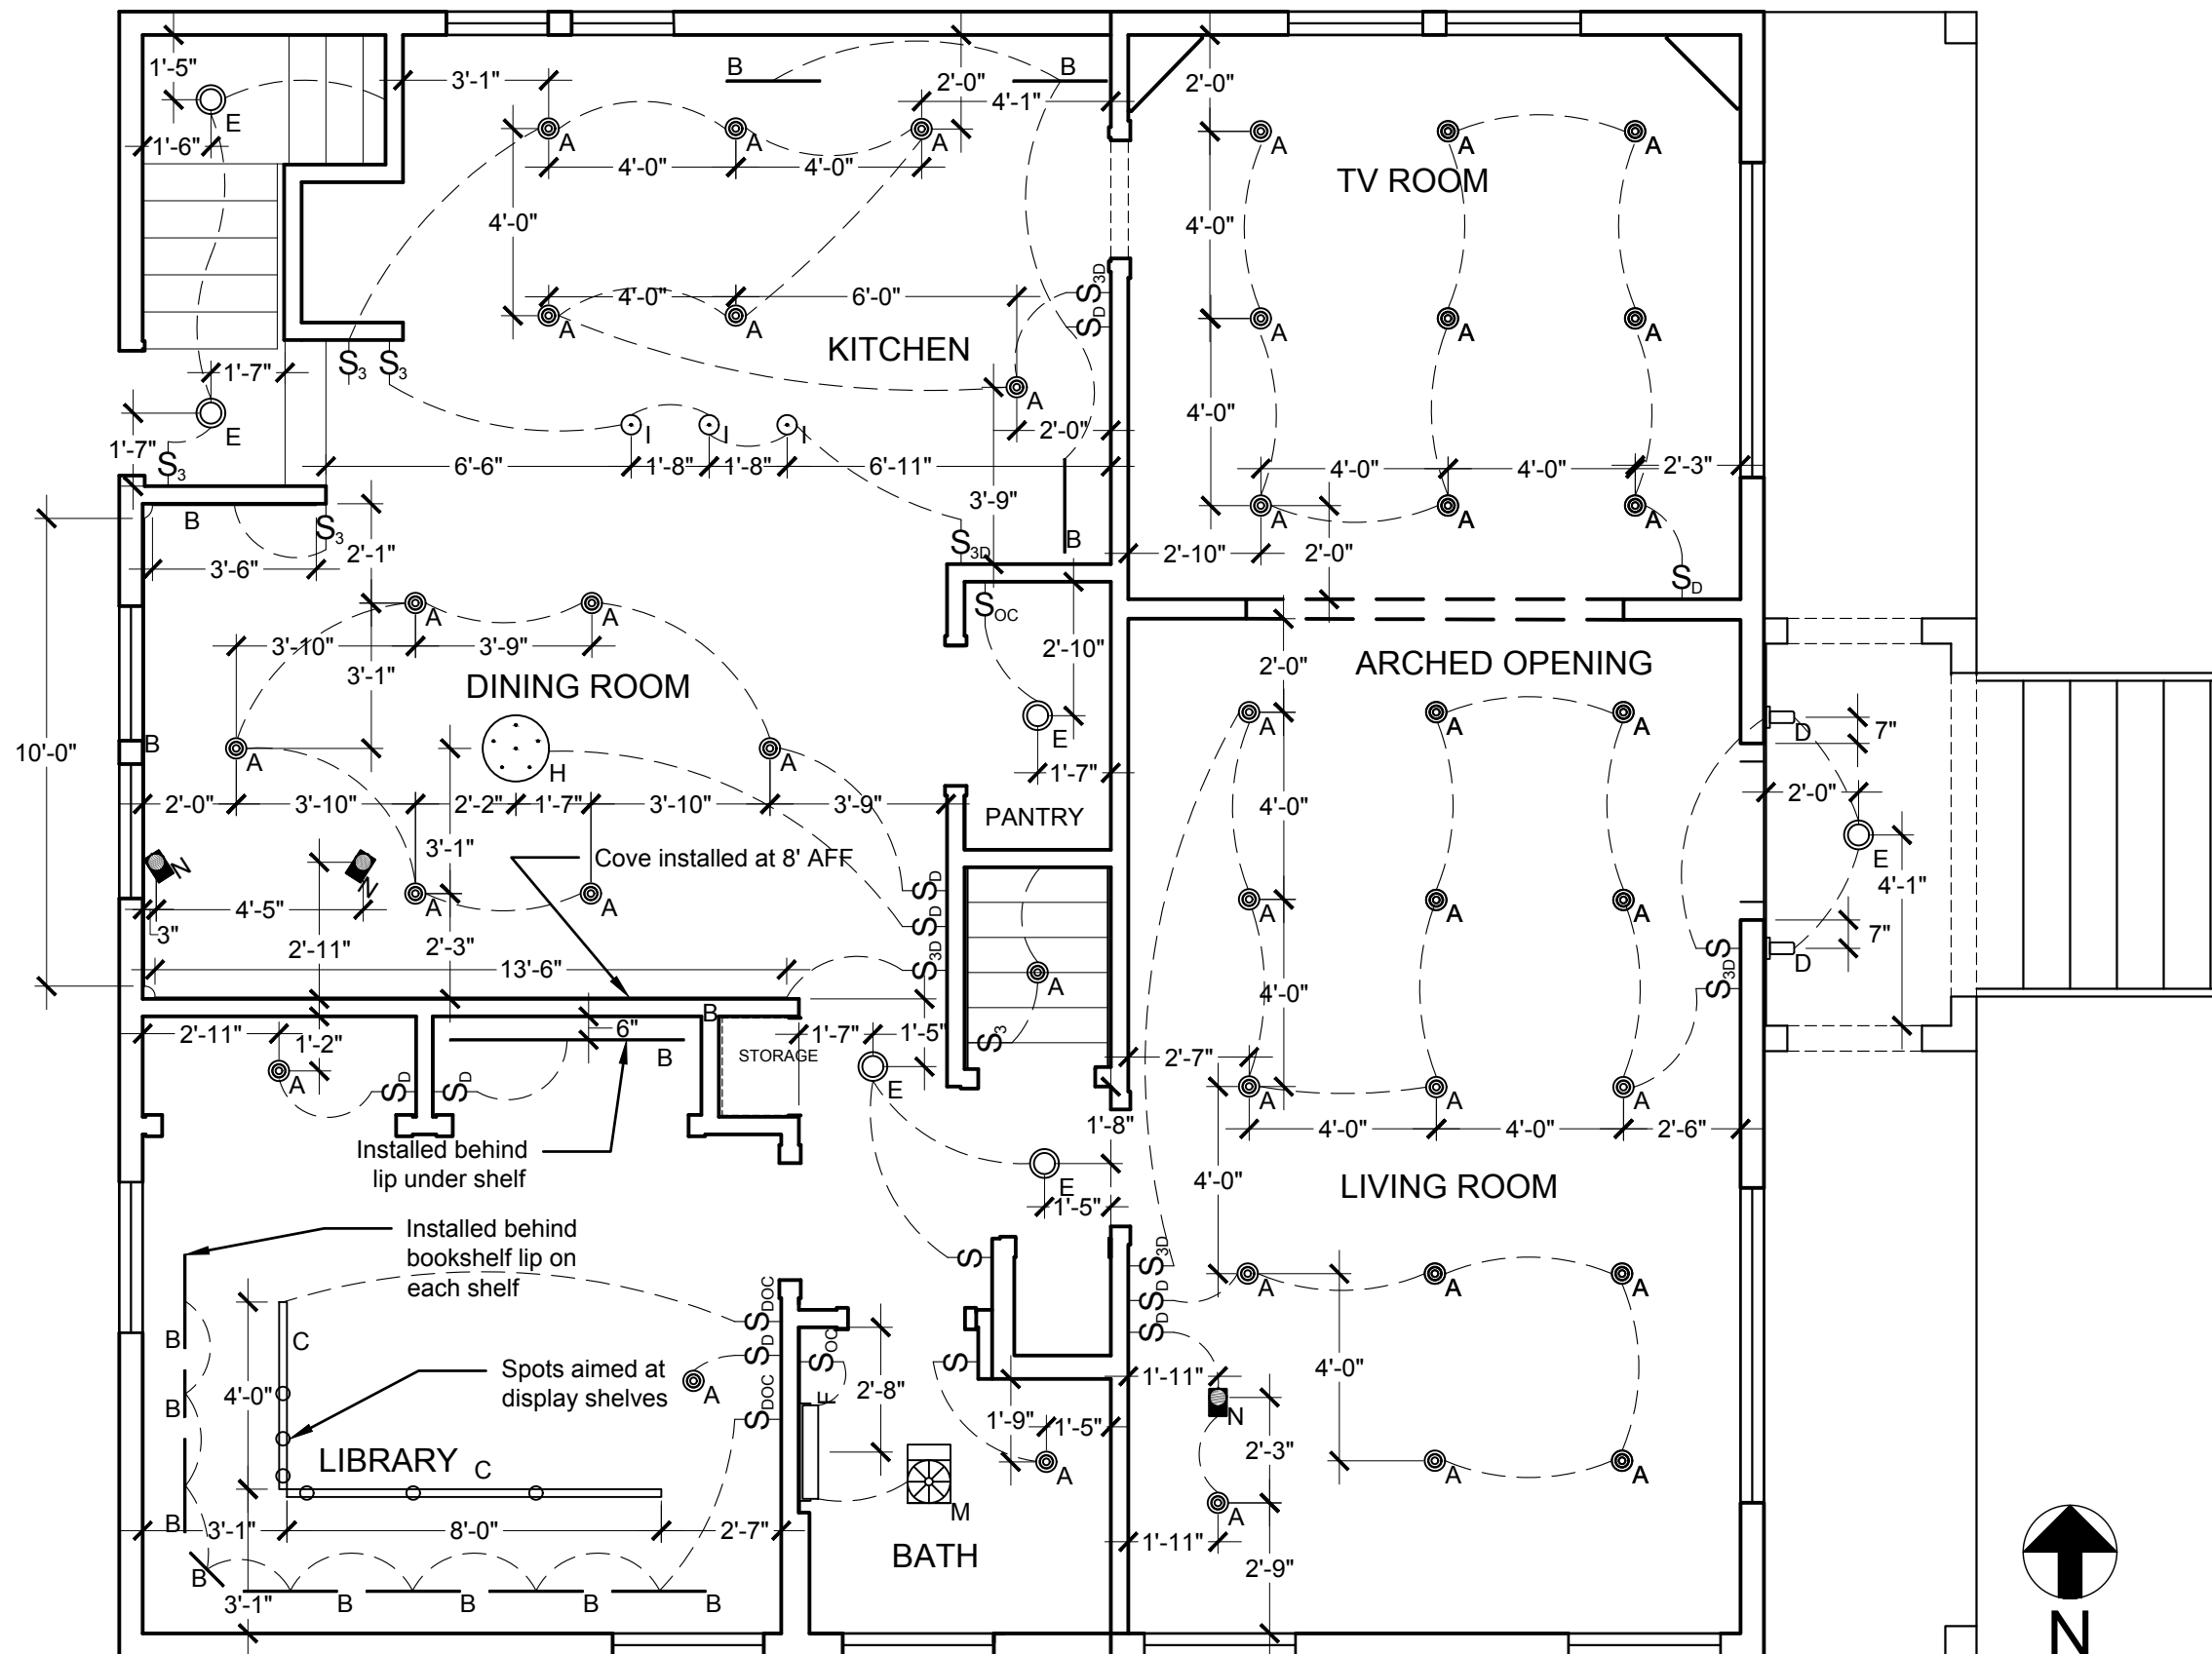 1'-5"
3'-1"
B
B
2'-0"
4'-1"
2'-0"
E
1'-6"
A
A
A
A
A
A
4'-0"
4'-0"
TV ROOM
4'-0"
4'-0"
4'-0"
6'-0"
S3D
SD
A
A
KITCHEN
A
A
A
S3
S3
1'-7"
A
2'-0"
4'-0"
E
1'-7"
S3
I
I
I
6'-6"
1'-8"
1'-8"
6'-11"
4'-0"
4'-0"
2'-3"
3'-9"
B
S3
2'-1"
3'-6"
S3D
B
A
A
A
2'-10"
2'-0"
SD
SOC
A
A
3'-10"
3'-9"
3'-1"
DINING ROOM
2'-10"
2'-0"
ARCHED OPENING
10'-0"
B
A
H
A
E
1'-7"
A
A
A
D
7"
2'-0"
3'-10"
2'-2"
1'-7"
3'-10"
3'-9"
PANTRY
4'-0"
2'-0"
3'-1"
Cove installed at 8' AFF
N
N
E
4'-1"
4'-5"
3"
A
A
SD
SD
A
A
A
2'-11"
2'-3"
7"
13'-6"
S3D
A
S
S3D
D
4'-0"
2'-11"
1'-2"
6"
B
STORAGE
1'-7"
1'-5"
S3
2'-7"
A
SD
SD
B
E
A
A
A
Installed behind
lip under shelf
1'-8"
4'-0"
4'-0"
2'-6"
E
1'-5"
4'-0"
LIVING ROOM
Installed behind
bookshelf lip on
each shelf
S
S3D
SD
SD
A
A
A
B
C
SDOC
SD
SOC
S
4'-0"
Spots aimed at
display shelves
A
F
2'-8"
1'-11"
4'-0"
B
SDOC
1'-9"
1'-5"
N
2'-3"
LIBRARY
C
A
A
A
B
3'-1"
8'-0"
2'-7"
M
A
1'-11"
BATH
2'-9"
B
3'-1"
B
B
B
B
N